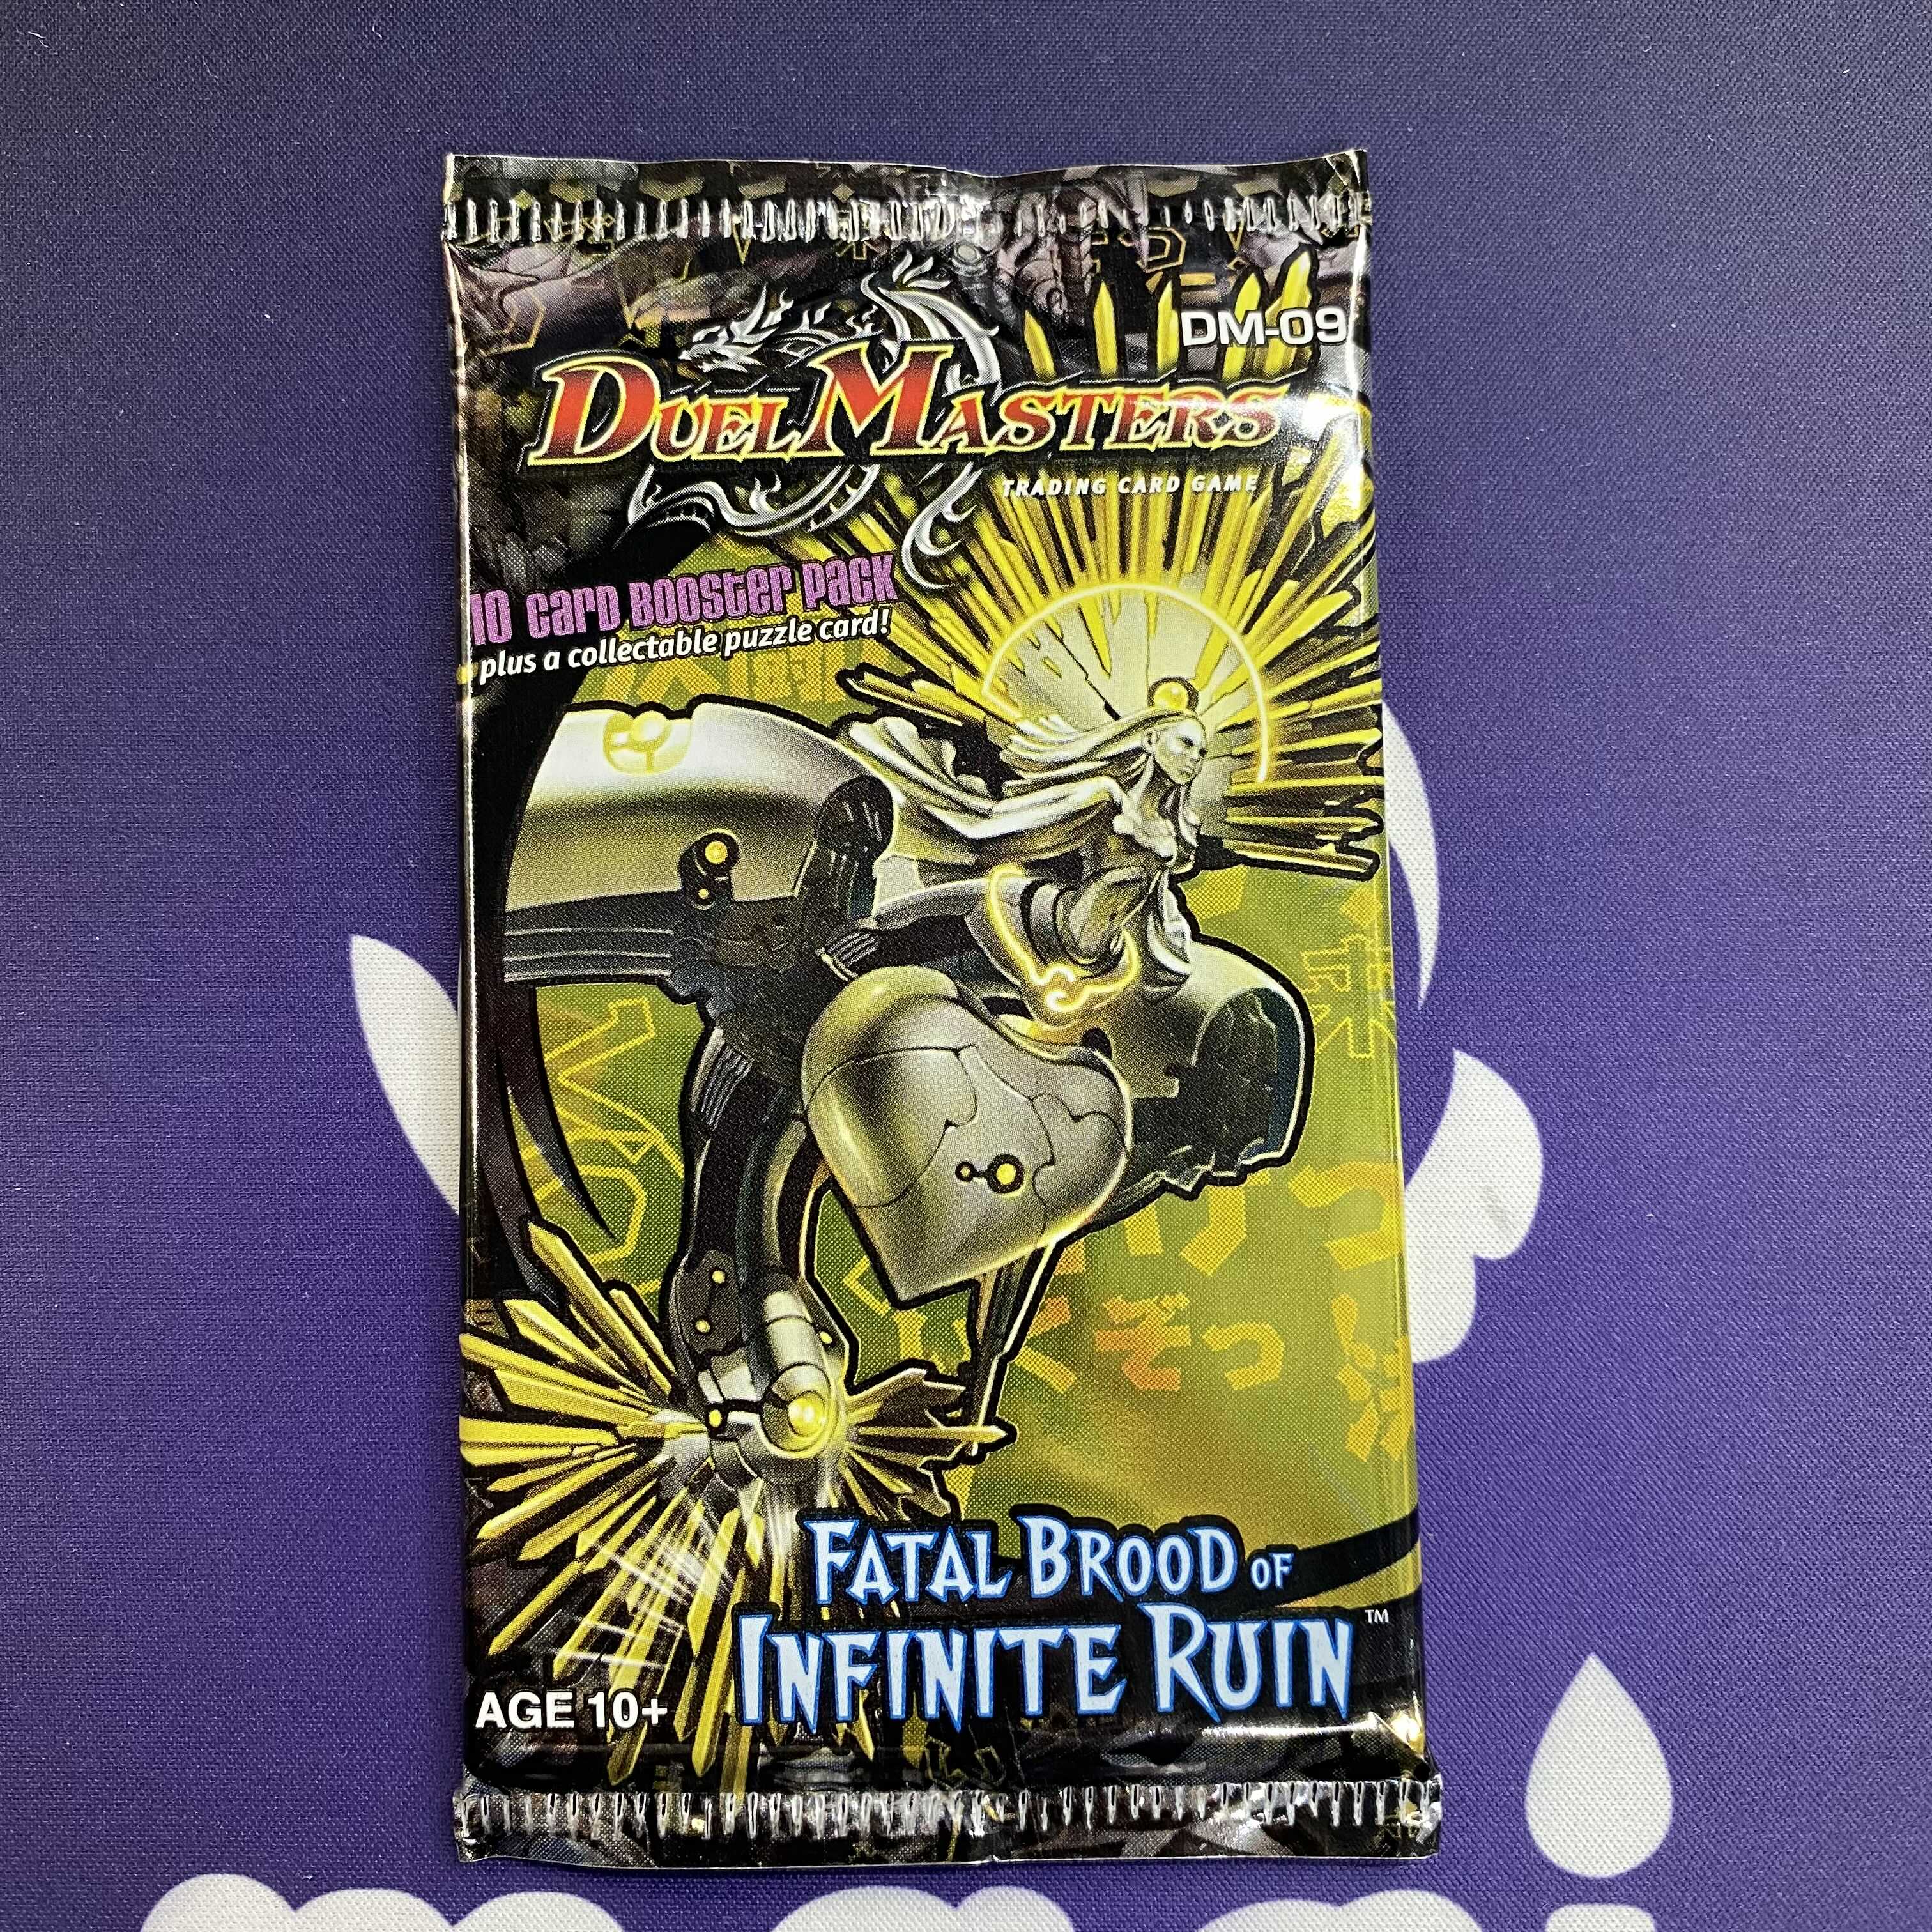 DM-09
DUEL MASTERS
TRADING CARD GAME
10 card Booster pack
plus a collectable puzzle card!
FATAL BROOD OF
INFINITE RUIN™
AGE 10+